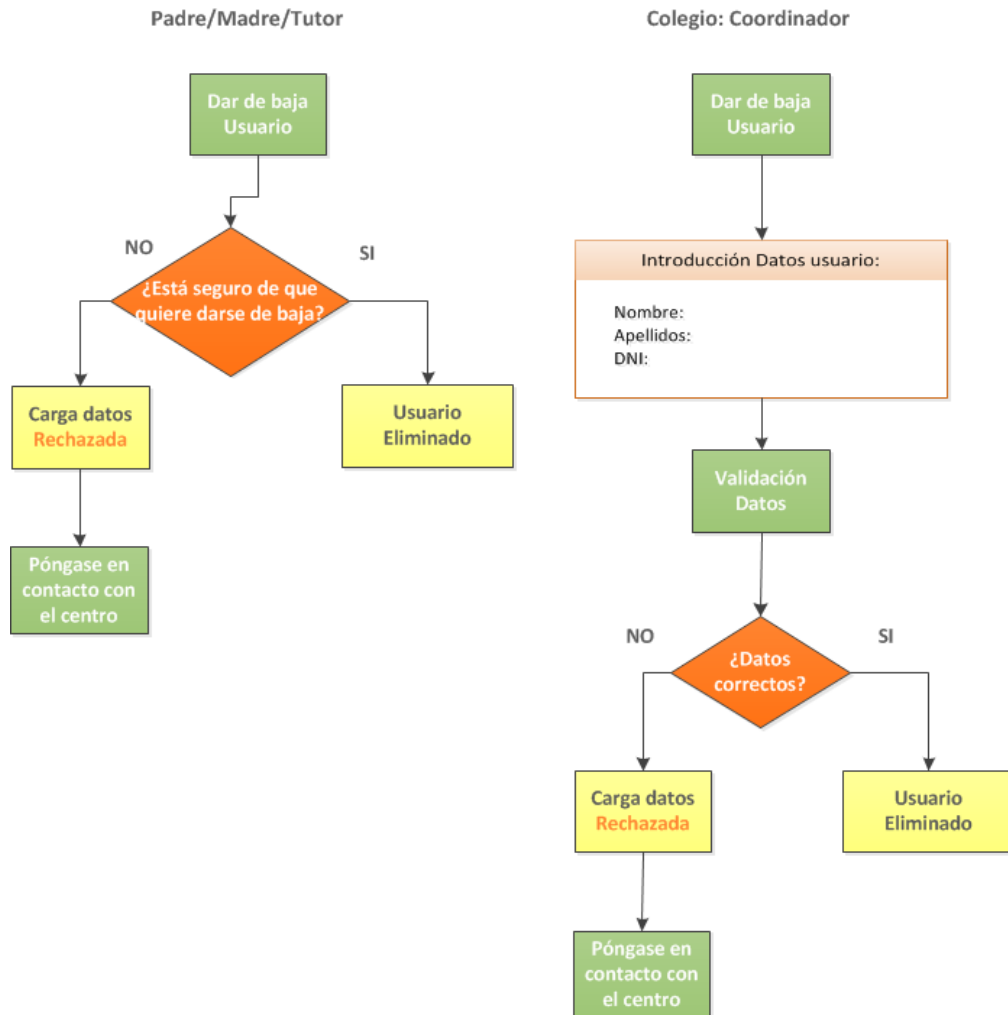 Padre/Madre/Tutor
Dar de baja
Usuario
NO
SI
¿Está seguro de que
quiere darse de baja?
Carga datos
Rechazada
Usuario
Eliminado
Póngase en
contacto con
el centro
Colegio: Coordinador
Dar de baja
Usuario
Introducción Datos usuario:
Nombre:
Apellidos:
DNI:
Validación
Datos
NO
SI
¿Datos
correctos?
Carga datos
Rechazada
Usuario
Eliminado
Póngase en
contacto con
el centro